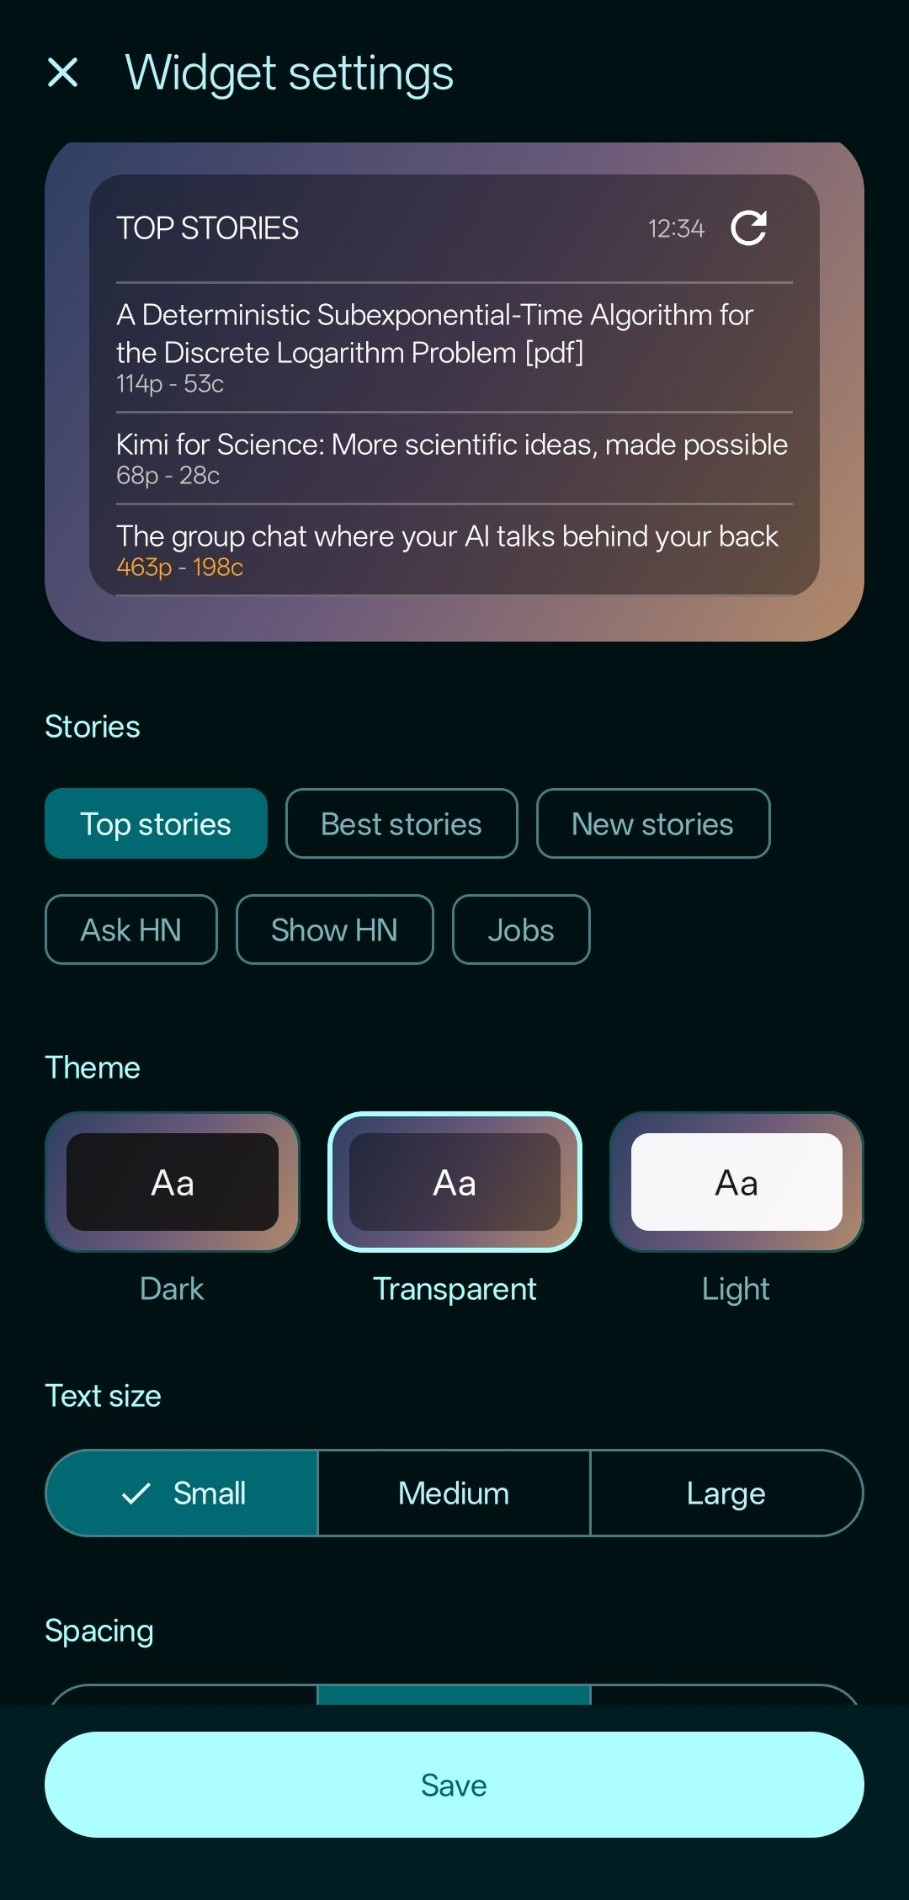 Widget settings
TOP STORIES
12:34
A Deterministic Subexponential-Time Algorithm for
the Discrete Logarithm Problem [pdf]
114p - 53c
Kimi for Science: More scientific ideas, made possible
68p - 28c
The group chat where your AI talks behind your back
463p - 198c
Stories
Top stories
Best stories
New stories
Ask HN
Show HN
Jobs
Theme
Aa
Aa
Aa
Dark
Transparent
Light
Text size
Small
Medium
Large
Spacing
Save